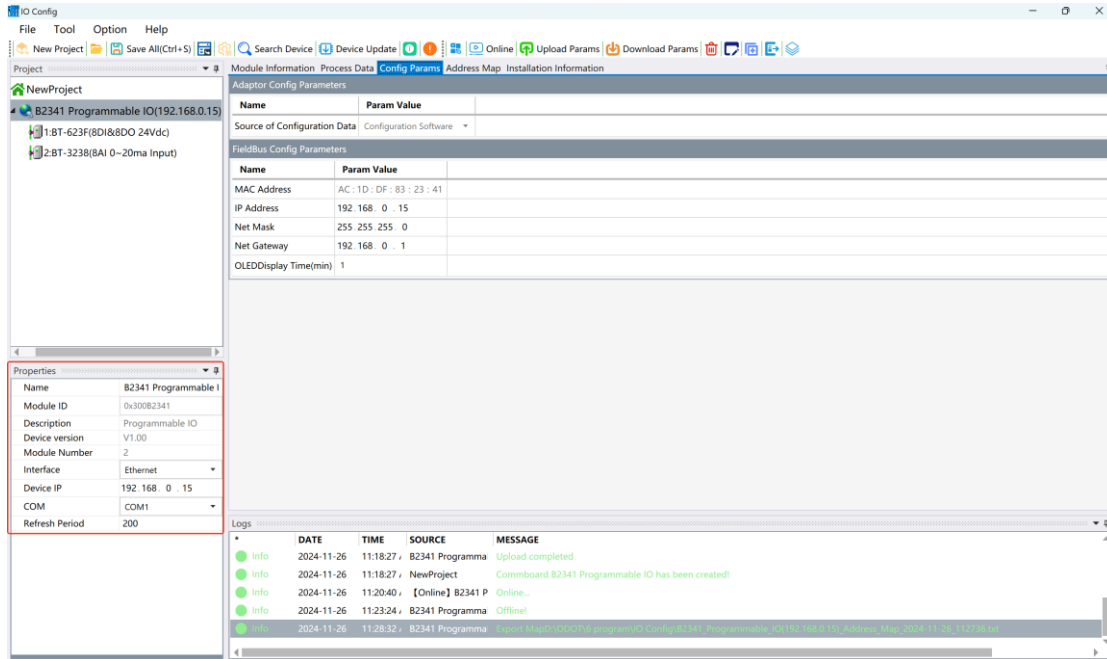 IO Config
File Tool Option Help
New Project Save All(Ctrl+S) Search Device Device Update Online Upload Params Download Params
Project
NewProject
B2341 Programmable IO(192.168.0.15)
1:BT-623F(8DI&8DO 24Vdc)
2:BT-3238(8AI 0~20ma Input)
Module Information Process Data Config Params Address Map Installation Information
Adaptor Config Parameters
Name Param Value
Source of Configuration Data Configuration Software
FieldBus Config Parameters
Name Param Value
MAC Address AC : 1D : DF : 83 : 23 : 41
IP Address 192 . 168 . 0 . 15
Net Mask 255 . 255 . 255 . 0
Net Gateway 192 . 168 . 0 . 1
OLEDDisplay Time(min) 1
Properties
Name B2341 Programmable I
Module ID 0x300B2341
Description Programmable IO
Device version V1.00
Module Number 2
Interface Ethernet
Device IP 192 . 168 . 0 . 15
COM COM1
Refresh Period 200
Logs
* DATE TIME SOURCE MESSAGE
Info 2024-11-26 11:18:27 B2341 Programma Upload completed
Info 2024-11-26 11:18:27 NewProject Commboard B2341 Programmable IO has been created!
Info 2024-11-26 11:20:40 【Online】B2341 P Online...
Info 2024-11-26 11:23:24 B2341 Programma Offline!
Info 2024-11-26 11:28:32 B2341 Programma Export MapD:\ODOT\6.program\IO Config\B2341_Programmable_IO(192.168.0.15)_Address_Map_2024-11-26_112736.txt